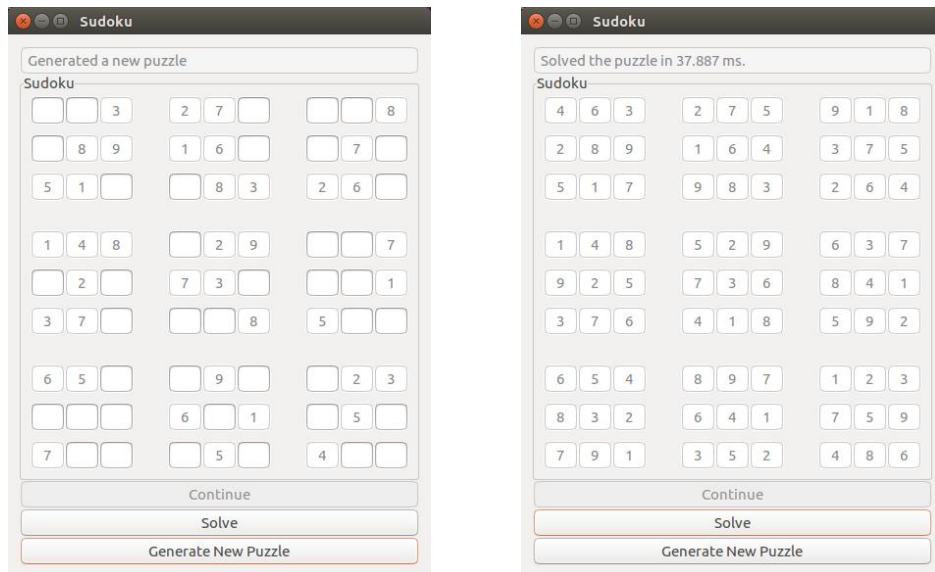 Sudoku
Generated a new puzzle
Sudoku
3 2 7 8
8 9 1 6 7
5 1 8 3 2 6
1 4 8 2 9 7
2 7 3 1
3 7 8 5
6 5 9 2 3
6 1 5
7 5 4
Continue
Solve
Generate New Puzzle
Sudoku
Solved the puzzle in 37.887 ms.
Sudoku
4 6 3 2 7 5 9 1 8
2 8 9 1 6 4 3 7 5
5 1 7 9 8 3 2 6 4
1 4 8 5 2 9 6 3 7
9 2 5 7 3 6 8 4 1
3 7 6 4 1 8 5 9 2
6 5 4 8 9 7 1 2 3
8 3 2 6 4 1 7 5 9
7 9 1 3 5 2 4 8 6
Continue
Solve
Generate New Puzzle